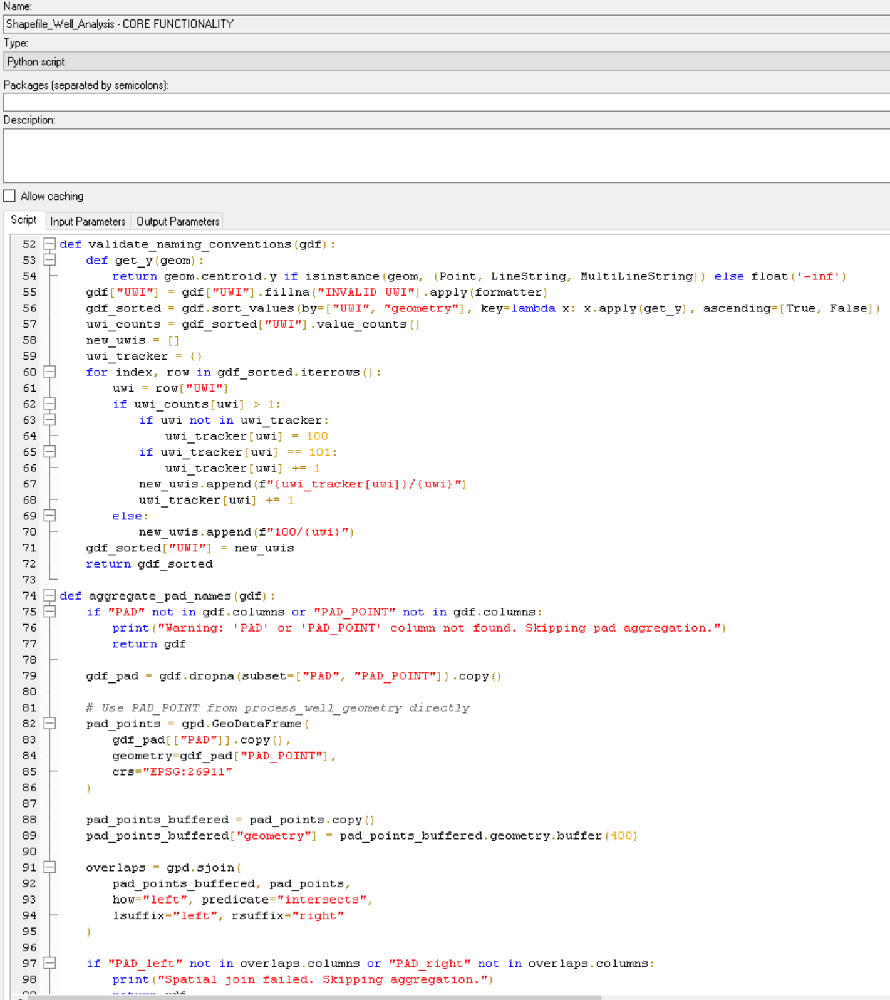 Name:
Shapefile_Well_Analysis - CORE FUNCTIONALITY
Type:
Python script
Packages (separated by semicolons):
Description:
Allow caching
Script Input Parameters Output Parameters
52 def validate_naming_conventions(gdf):
53     def get_y(geom):
54         return geom.centroid.y if isinstance(geom, (Point, LineString, MultiLineString)) else float('-inf')
55     gdf["UWI"] = gdf["UWI"].fillna("INVALID UWI").apply(formatter)
56     gdf_sorted = gdf.sort_values(by=["UWI", "geometry"], key=lambda x: x.apply(get_y), ascending=[True, False])
57     uwi_counts = gdf_sorted["UWI"].value_counts()
58     new_uwis = []
59     uwi_tracker = {}
60     for index, row in gdf_sorted.iterrows():
61         uwi = row["UWI"]
62         if uwi_counts[uwi] > 1:
63             if uwi not in uwi_tracker:
64                 uwi_tracker[uwi] = 100
65             if uwi_tracker[uwi] == 101:
66                 uwi_tracker[uwi] += 1
67             new_uwis.append(f"{uwi_tracker[uwi]}/{uwi}")
68             uwi_tracker[uwi] += 1
69         else:
70             new_uwis.append(f"100/{uwi}")
71     gdf_sorted["UWI"] = new_uwis
72     return gdf_sorted
73
74 def aggregate_pad_names(gdf):
75     if "PAD" not in gdf.columns or "PAD_POINT" not in gdf.columns:
76         print("Warning: 'PAD' or 'PAD_POINT' column not found. Skipping pad aggregation.")
77         return gdf
78
79     gdf_pad = gdf.dropna(subset=["PAD", "PAD_POINT"]).copy()
80
81     # Use PAD_POINT from process_well_geometry directly
82     pad_points = gpd.GeoDataFrame(
83         gdf_pad[["PAD"]].copy(),
84         geometry=gdf_pad["PAD_POINT"],
85         crs="EPSG:26911"
86     )
87
88     pad_points_buffered = pad_points.copy()
89     pad_points_buffered["geometry"] = pad_points_buffered.geometry.buffer(400)
90
91     overlaps = gpd.sjoin(
92         pad_points_buffered, pad_points,
93         how="left", predicate="intersects",
94         lsuffix="left", rsuffix="right"
95     )
96
97     if "PAD_left" not in overlaps.columns or "PAD_right" not in overlaps.columns:
98         print("Spatial join failed. Skipping aggregation.")